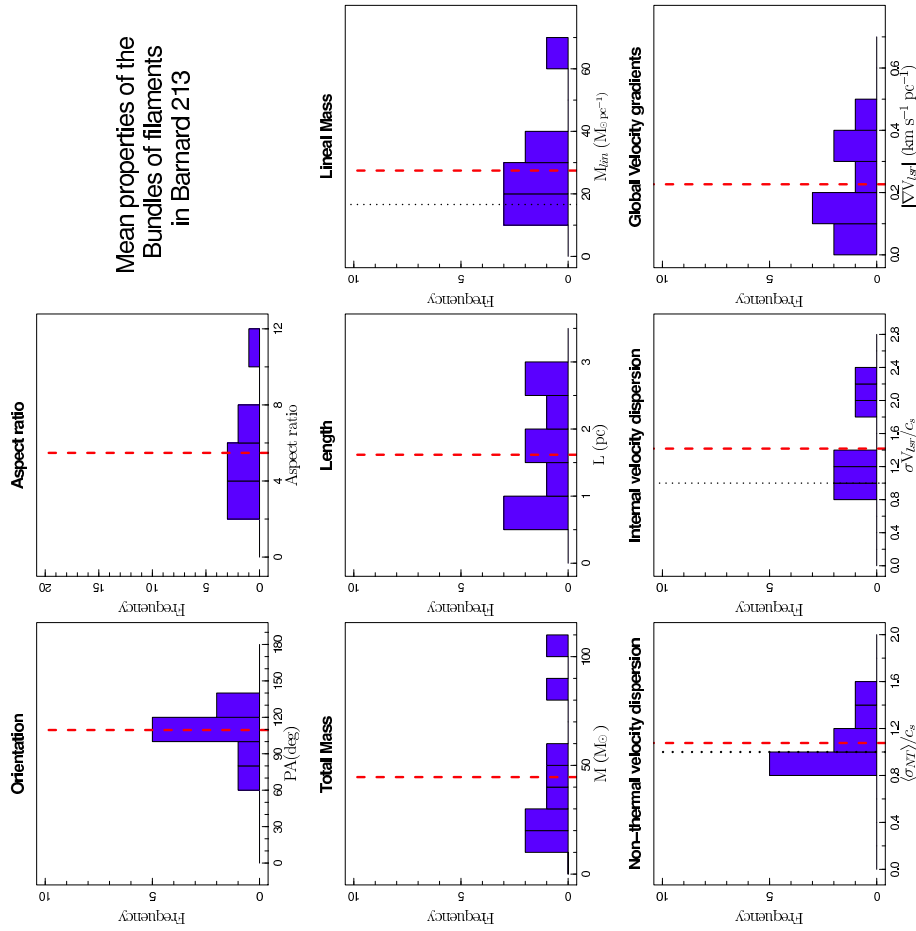 Mean properties of the
Bundles of filaments
in Barnard 213
Orientation
Frequency
0 5 10
0 30 60 90 120 150 180
PA(deg)
Aspect ratio
Frequency
0 5 10 15 20
0 4 8 12
Aspect ratio
Total Mass
Frequency
0 5 10
0 50 100
M (M⊙)
Length
Frequency
0 5 10
0 1 2 3
L (pc)
Lineal Mass
Frequency
0 5 10
0 20 40 60
M_lin (M⊙ pc⁻¹)
Non−thermal velocity dispersion
Frequency
0 5 10
0.0 0.4 0.8 1.2 1.6 2.0
⟨σ_NT⟩/c_s
Internal velocity dispersion
Frequency
0 5 10
0.0 0.4 0.8 1.2 1.6 2.0 2.4 2.8
σV_lsr/c_s
Global Velocity gradients
Frequency
0 5 10
0.0 0.2 0.4 0.6
|∇V_lsr| (km s⁻¹ pc⁻¹)